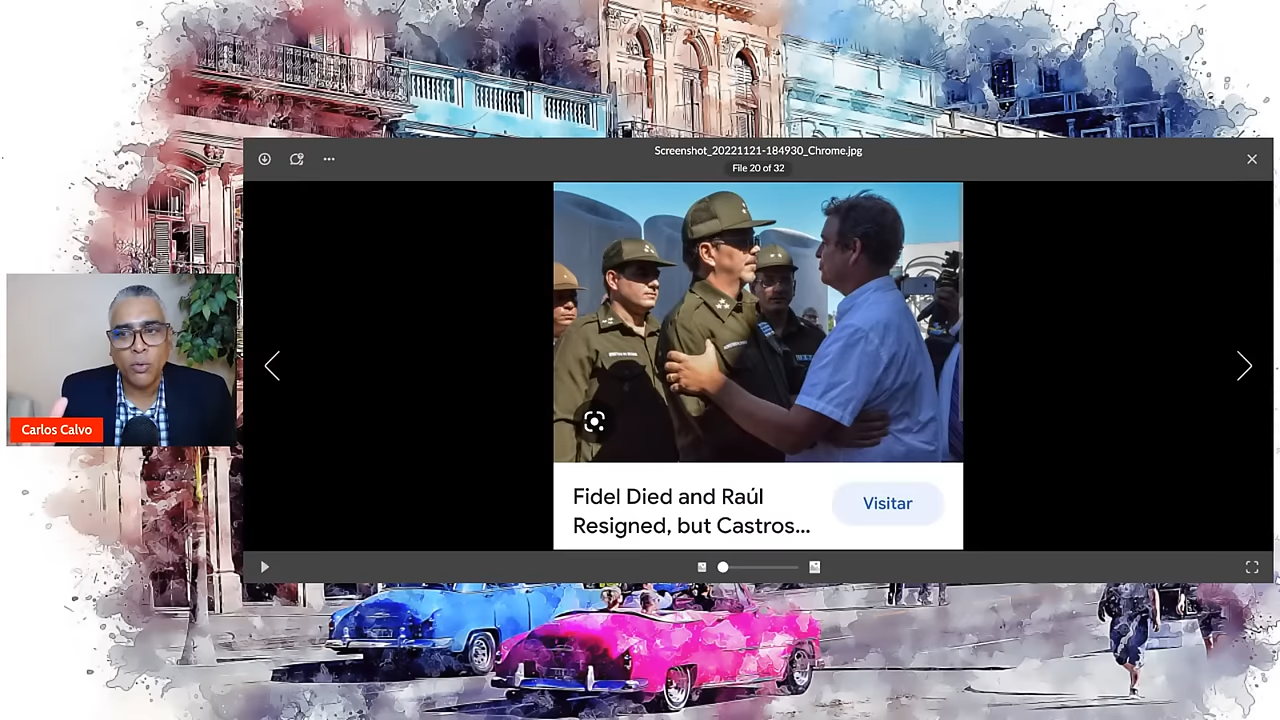 Screenshot_20221121-184930_Chrome.jpg
File 20 of 32
Carlos Calvo
Fidel Died and Raúl
Resigned, but Castros...
Visitar